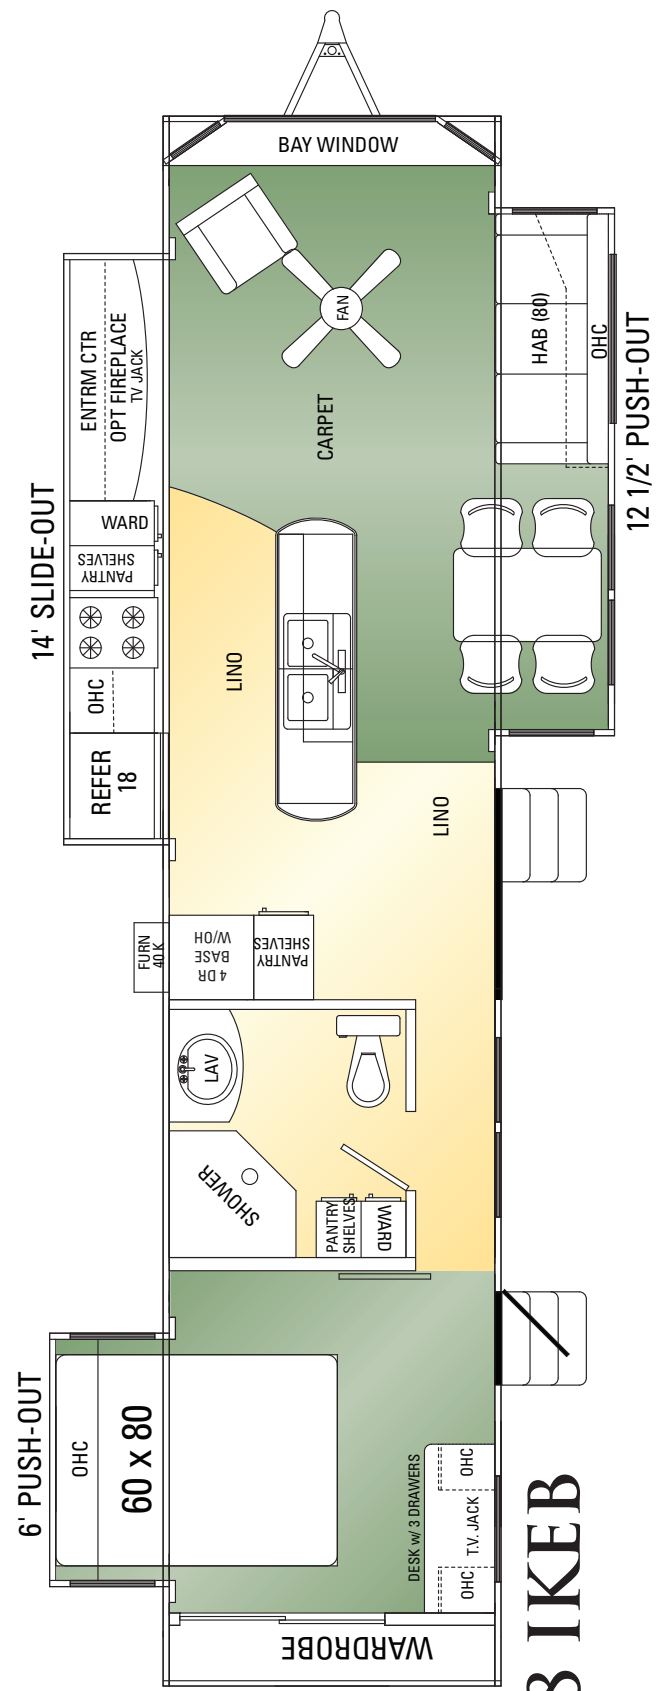 BAY WINDOW
FAN
ENTRM CTR
OPT FIREPLACE
TV JACK
HAB (80)
OHC
CARPET
12 1/2' PUSH-OUT
14' SLIDE-OUT
WARD
PANTRY
SHELVES
LINO
OHC
REFER
18
LINO
FURN
40 K
4 DR
BASE
W/OH
PANTRY
SHELVES
LAV
SHOWER
PANTRY
SHELVES
WARD
6' PUSH-OUT
OHC
60 x 80
DESK w/ 3 DRAWERS
OHC
T.V. JACK
OHC
WARDROBE
IKEB